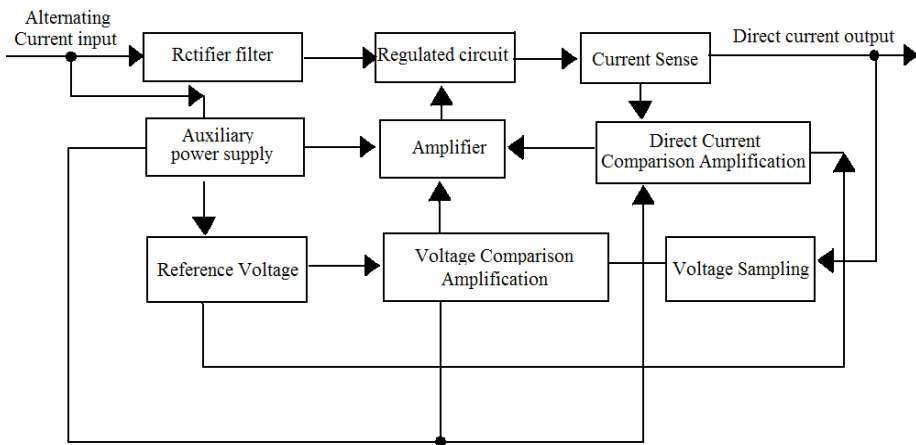 Alternating
Current input
Rctifier filter
Regulated circuit
Current Sense
Direct current output
Auxiliary
power supply
Amplifier
Direct Current
Comparison Amplification
Reference Voltage
Voltage Comparison
Amplification
Voltage Sampling